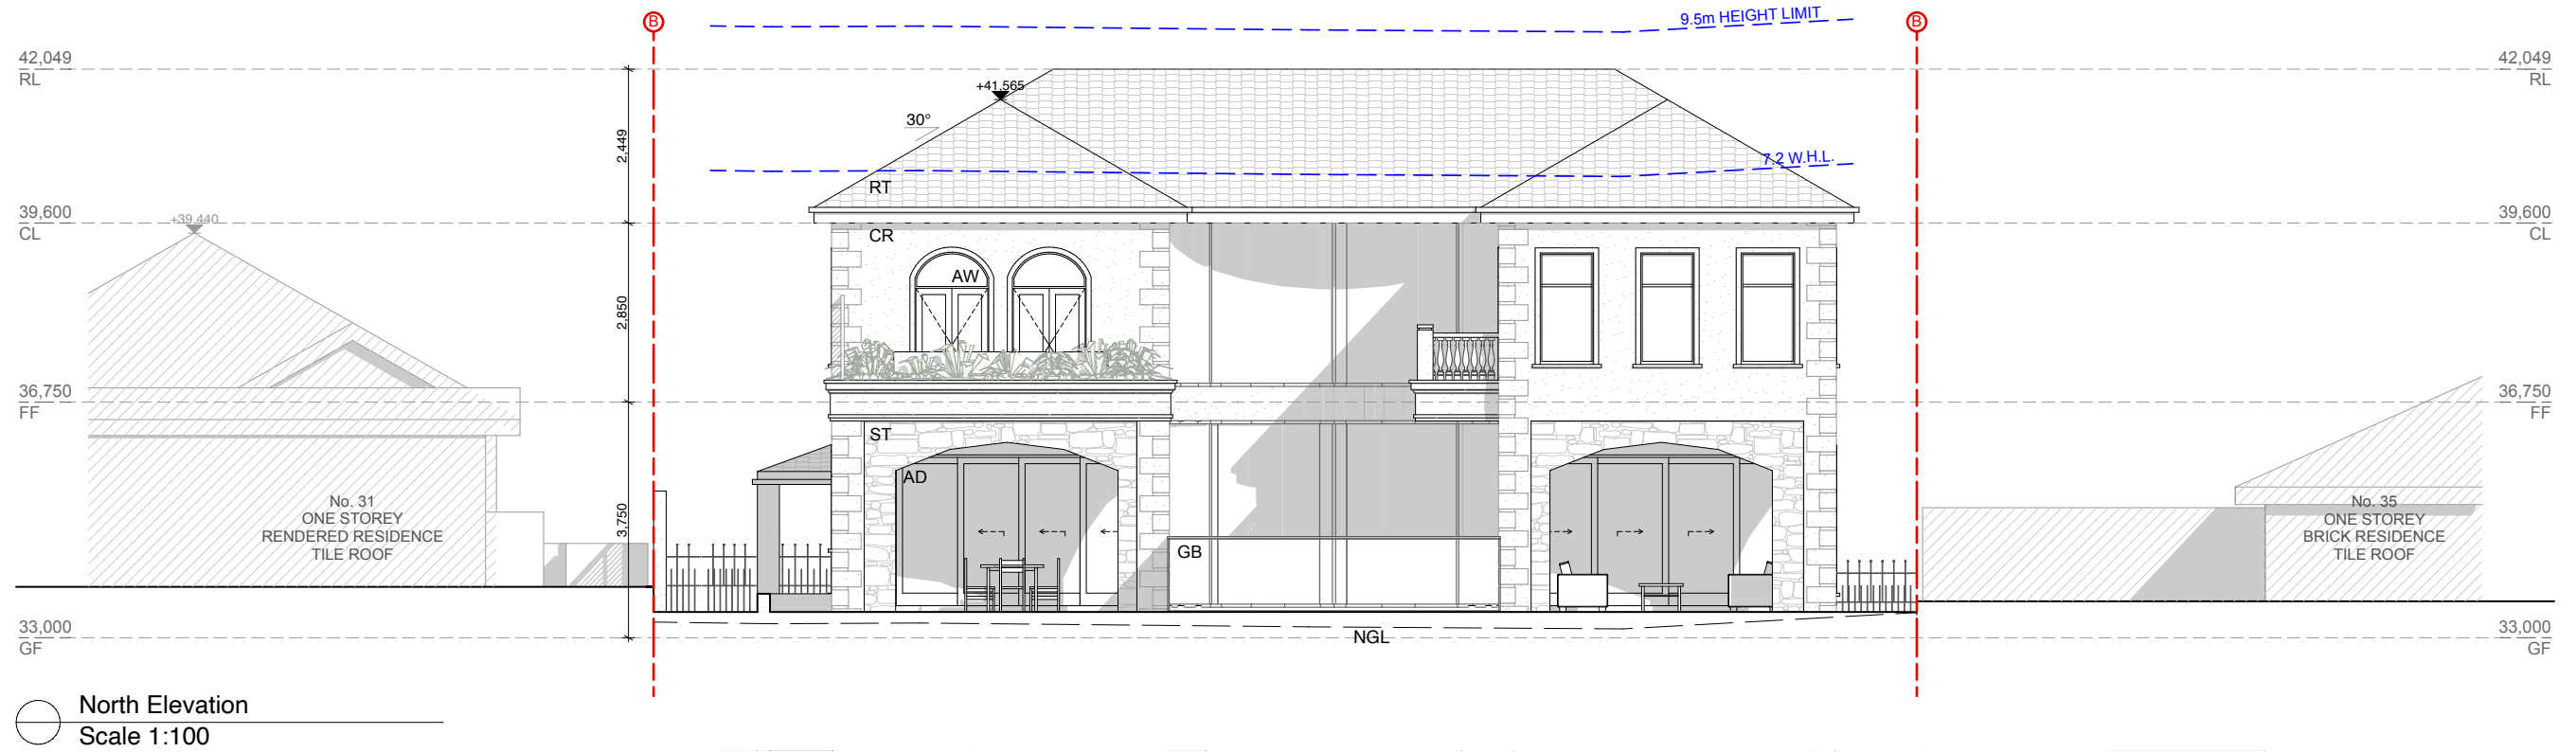 B
B
9.5m HEIGHT LIMIT
42,049
RL
42,049
RL
+41.565
30°
2,449
7.2 W.H.L.
RT
39,600
CL
+39.440
39,600
CL
CR
AW
2,850
36,750
FF
36,750
FF
ST
AD
No. 31
ONE STOREY
RENDERED RESIDENCE
TILE ROOF
3,750
GB
No. 35
ONE STOREY
BRICK RESIDENCE
TILE ROOF
33,000
GF
NGL
33,000
GF
North Elevation
Scale 1:100